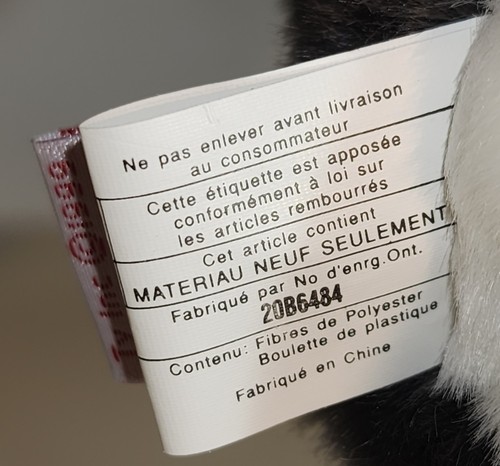 Ne pas enlever avant livraison
au consommateur
Cette étiquette est apposée
conformément à loi sur
les articles rembourrés
Cet article contient
MATERIAU NEUF SEULEMENT
Fabriqué par No d'enrg.Ont.
20B6484
Contenu: Fibres de Polyester
Boulette de plastique
Fabriqué en Chine